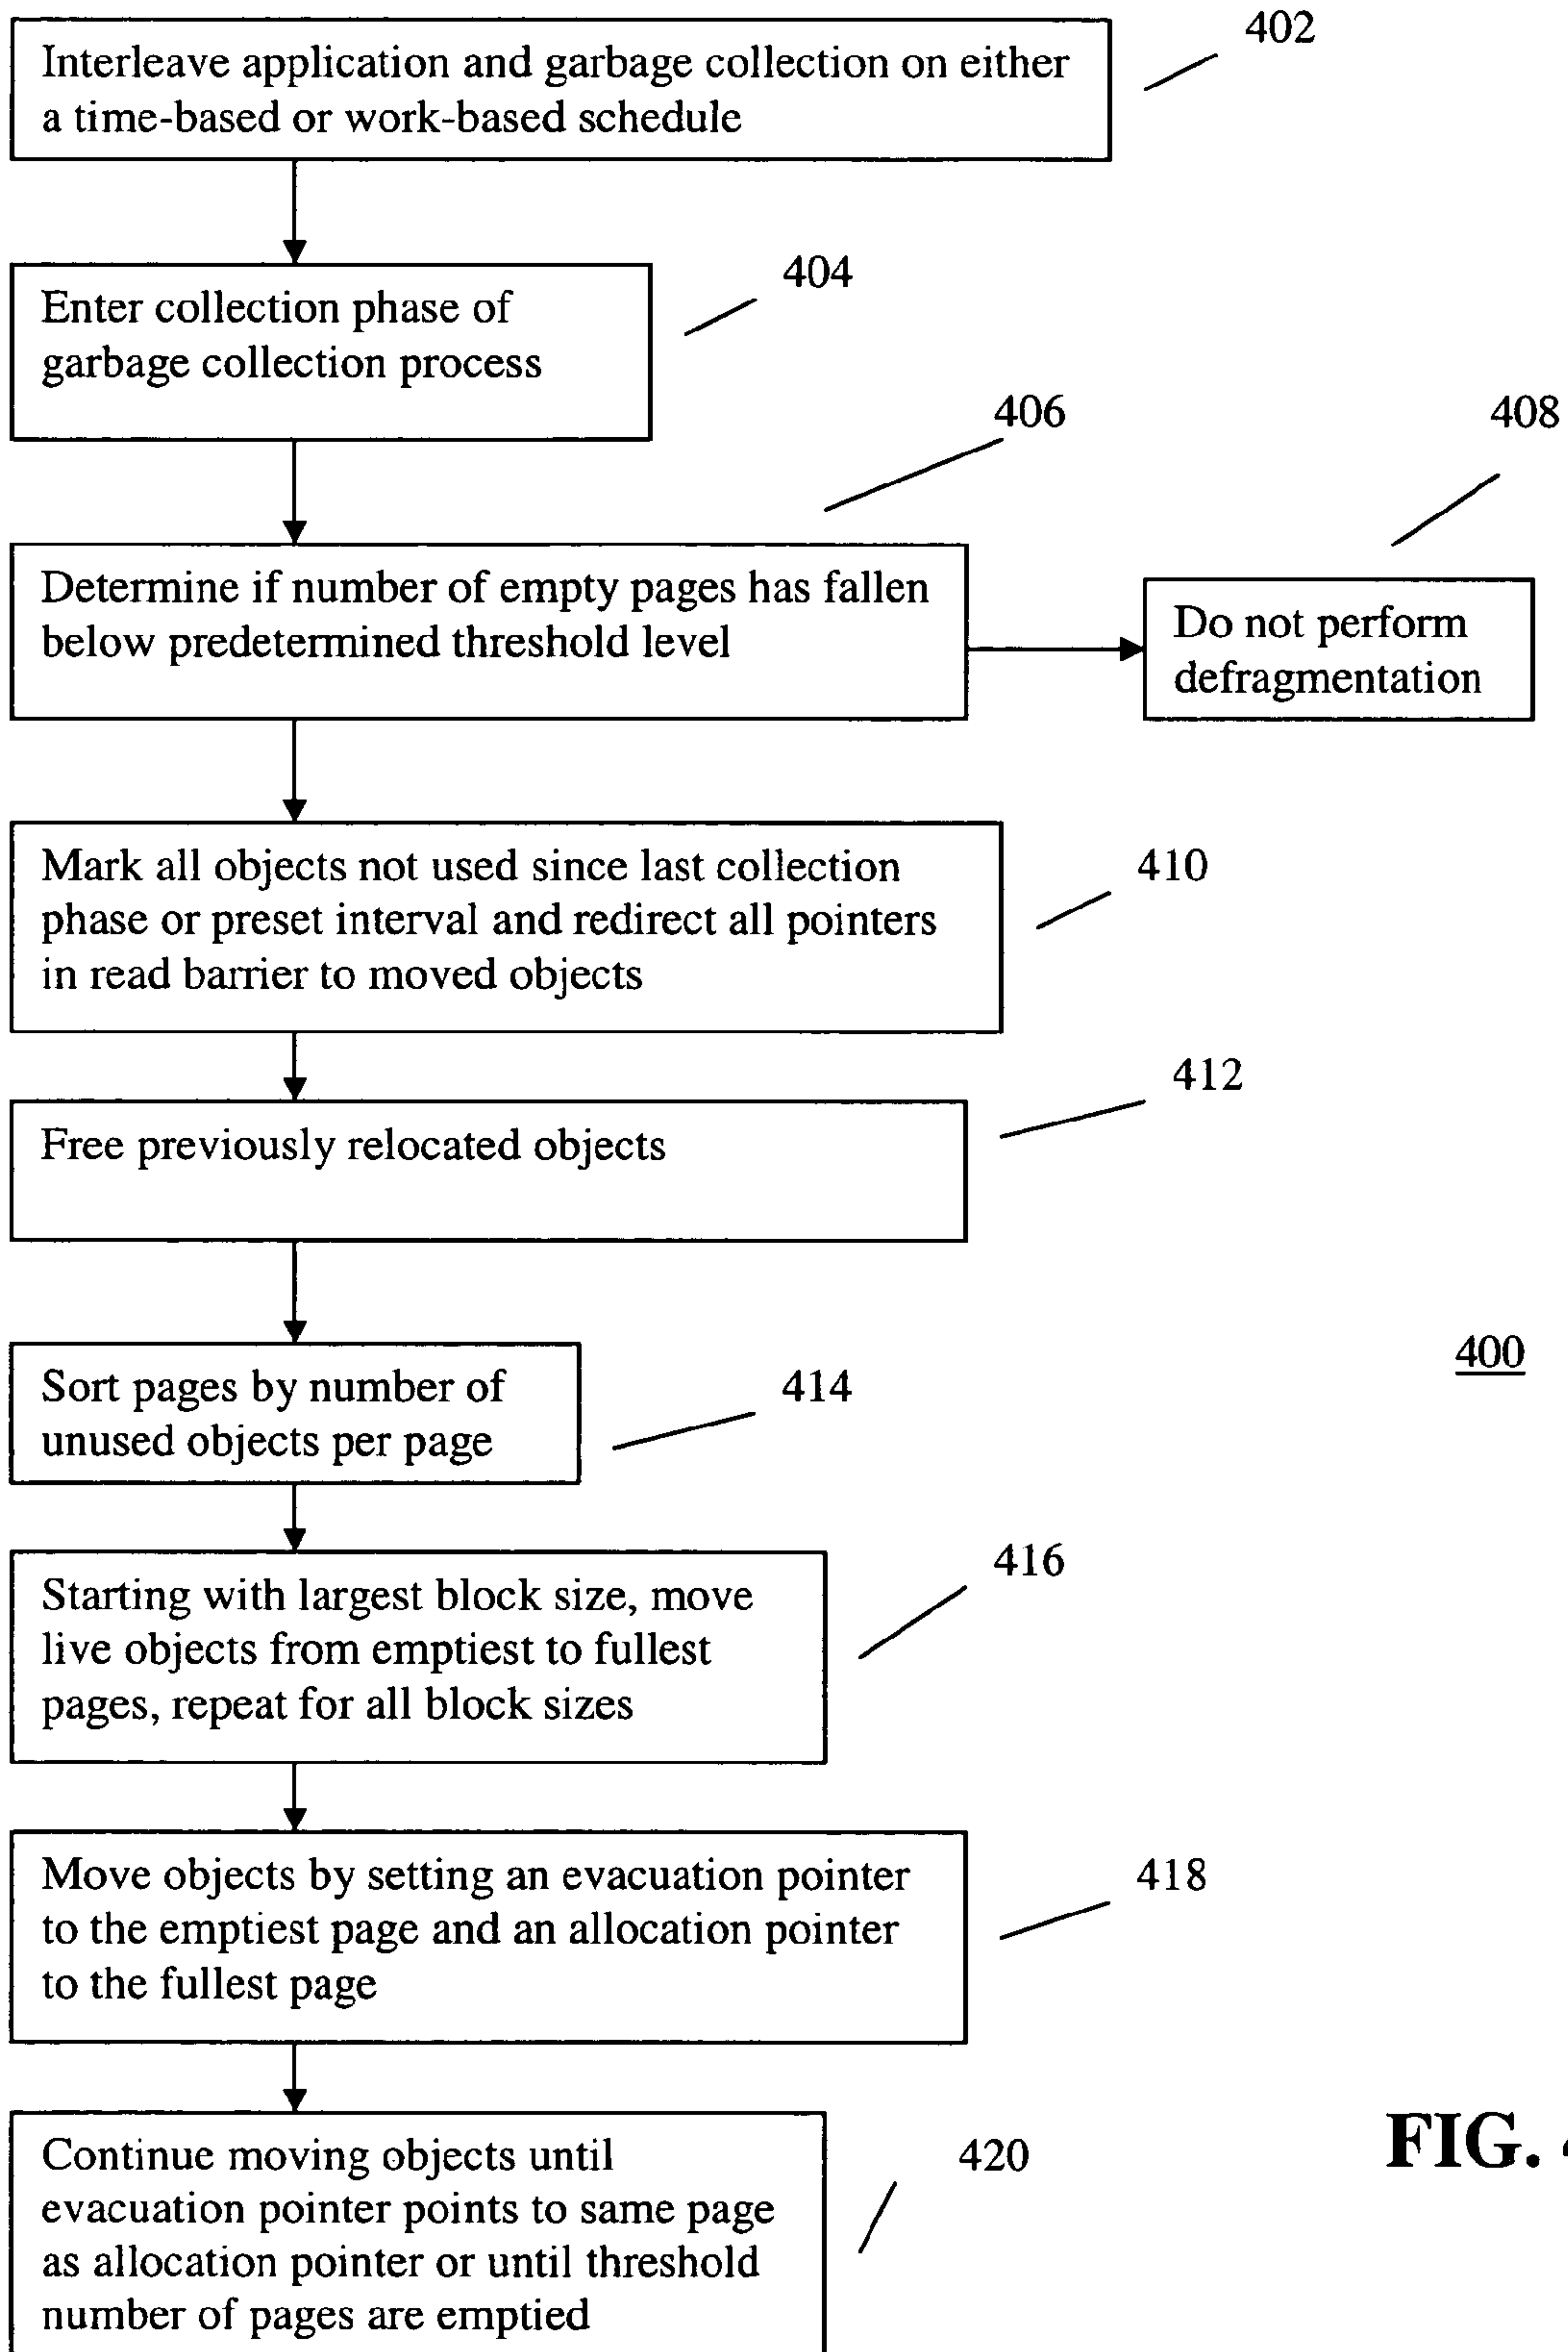 402
Interleave application and garbage collection on either
a time-based or work-based schedule
404
Enter collection phase of
garbage collection process
406
408
Determine if number of empty pages has fallen
below predetermined threshold level
Do not perform
defragmentation
Mark all objects not used since last collection
phase or preset interval and redirect all pointers
in read barrier to moved objects
410
412
Free previously relocated objects
400
Sort pages by number of
unused objects per page
414
416
Starting with largest block size, move
live objects from emptiest to fullest
pages, repeat for all block sizes
Move objects by setting an evacuation pointer
to the emptiest page and an allocation pointer
to the fullest page
418
Continue moving objects until
evacuation pointer points to same page
as allocation pointer or until threshold
number of pages are emptied
420
FIG.